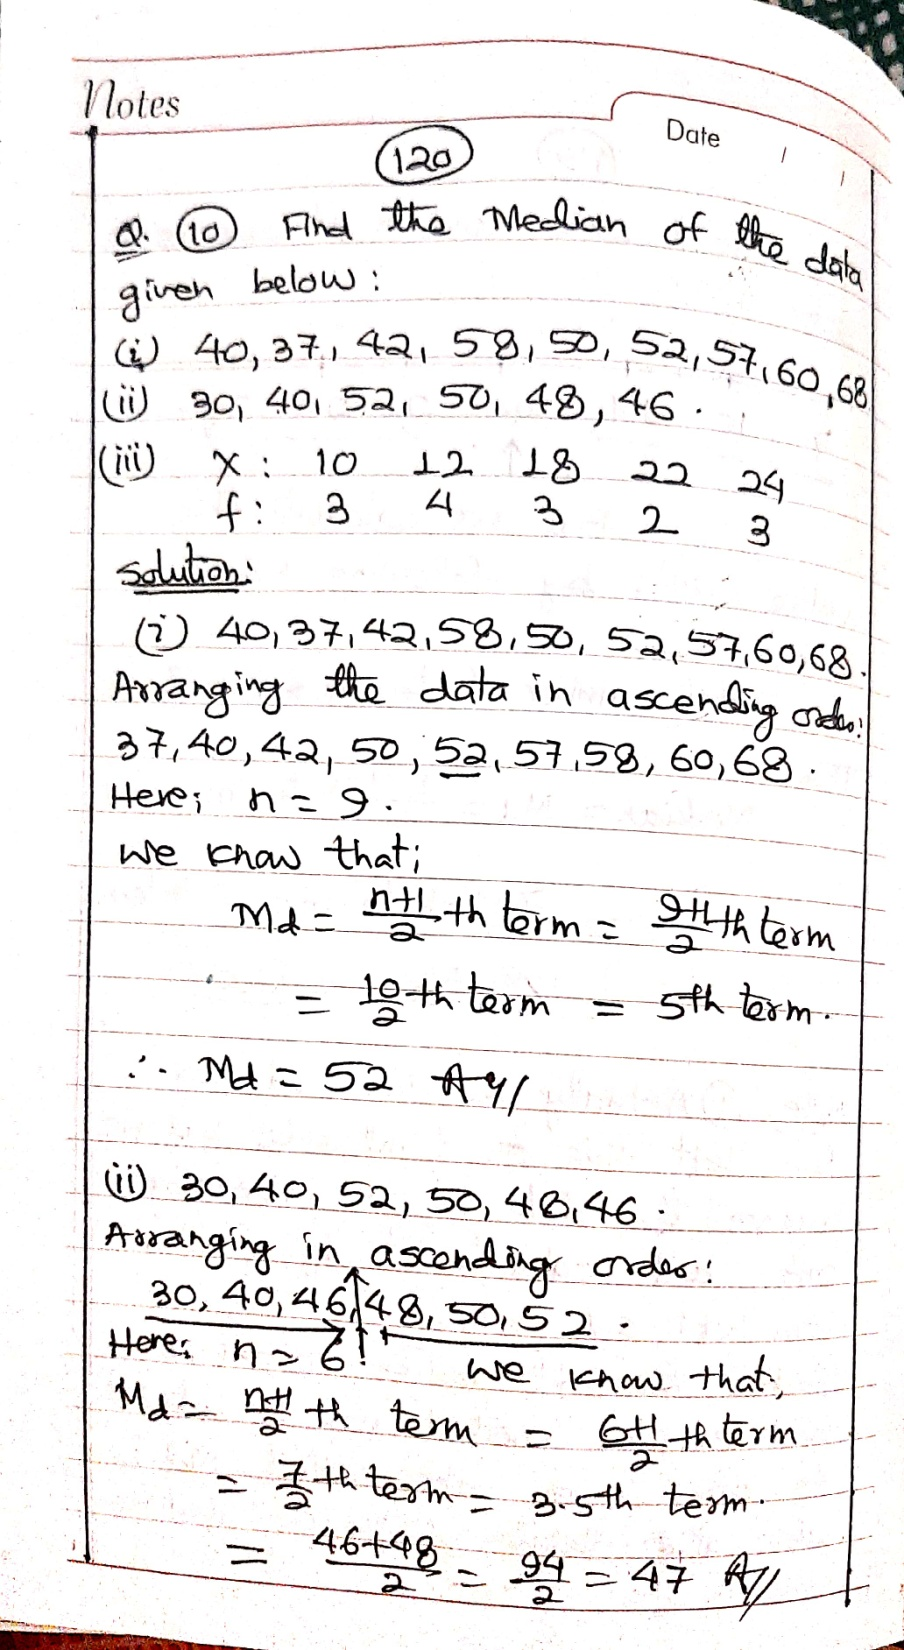 Notes
Date / /
120
Q. 10 Find the Median of the data
given below:
(i) 40, 37, 42, 58, 50, 52, 57, 60, 68
(ii) 30, 40, 52, 50, 48, 46.
(iii) X: 10 12 18 22 24
f: 3 4 3 2 3
Solution:
(i) 40, 37, 42, 58, 50, 52, 57, 60, 68.
Arranging the data in ascending order:
37, 40, 42, 50, 52, 57, 58, 60, 68.
Here; n = 9.
We know that;
Md = n+1/2 th term = 9+1/2 th term
= 10/2 th term = 5th term.
∴ Md = 52
(ii) 30, 40, 52, 50, 48, 46.
Arranging in ascending order:
30, 40, 46, 48, 50, 52.
Here; n = 6! We know that,
Md = n+1/2 th term = 6+1/2 th term
= 7/2 th term = 3.5th term.
= 46+48/2 = 94/2 = 47